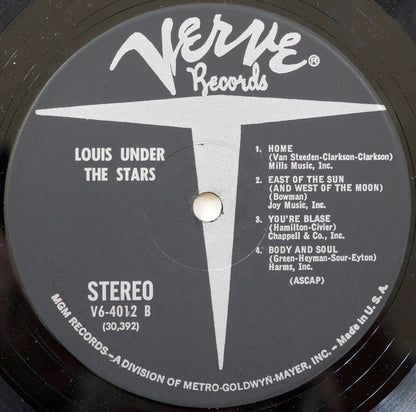 Verve®
Records
LOUIS UNDER
THE STARS
1. HOME
(Van Steeden-Clarkson-Clarkson)
Mills Music, Inc.
2. EAST OF THE SUN
(AND WEST OF THE MOON)
(Bowman)
Joy Music, Inc.
3. YOU'RE BLASE
(Hamilton-Civier)
Chappell & Co., Inc.
4. BODY AND SOUL
(Green-Heyman-Sour-Eyton)
Harms, Inc.
(ASCAP)
STEREO
V6-4012 B
(30,392)
MGM RECORDS—A DIVISION OF METRO-GOLDWYN-MAYER, INC.—Made in U.S.A.